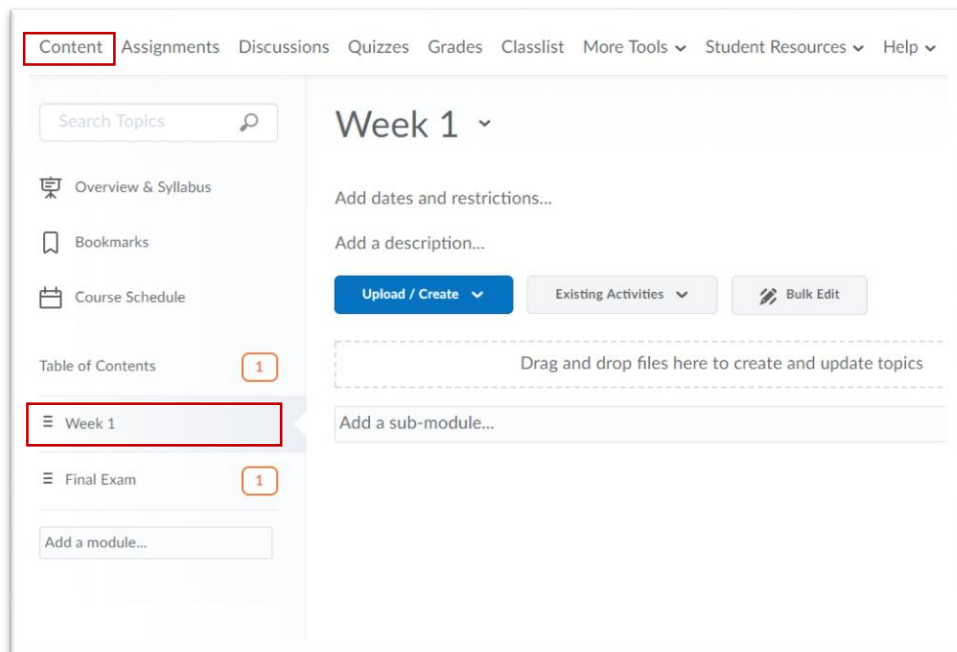 Content Assignments Discussions Quizzes Grades Classlist More Tools Student Resources Help
Search Topics
Overview & Syllabus
Bookmarks
Course Schedule
Table of Contents 1
Week 1
Final Exam 1
Add a module...
Week 1
Add dates and restrictions...
Add a description...
Upload / Create Existing Activities Bulk Edit
Drag and drop files here to create and update topics
Add a sub-module...